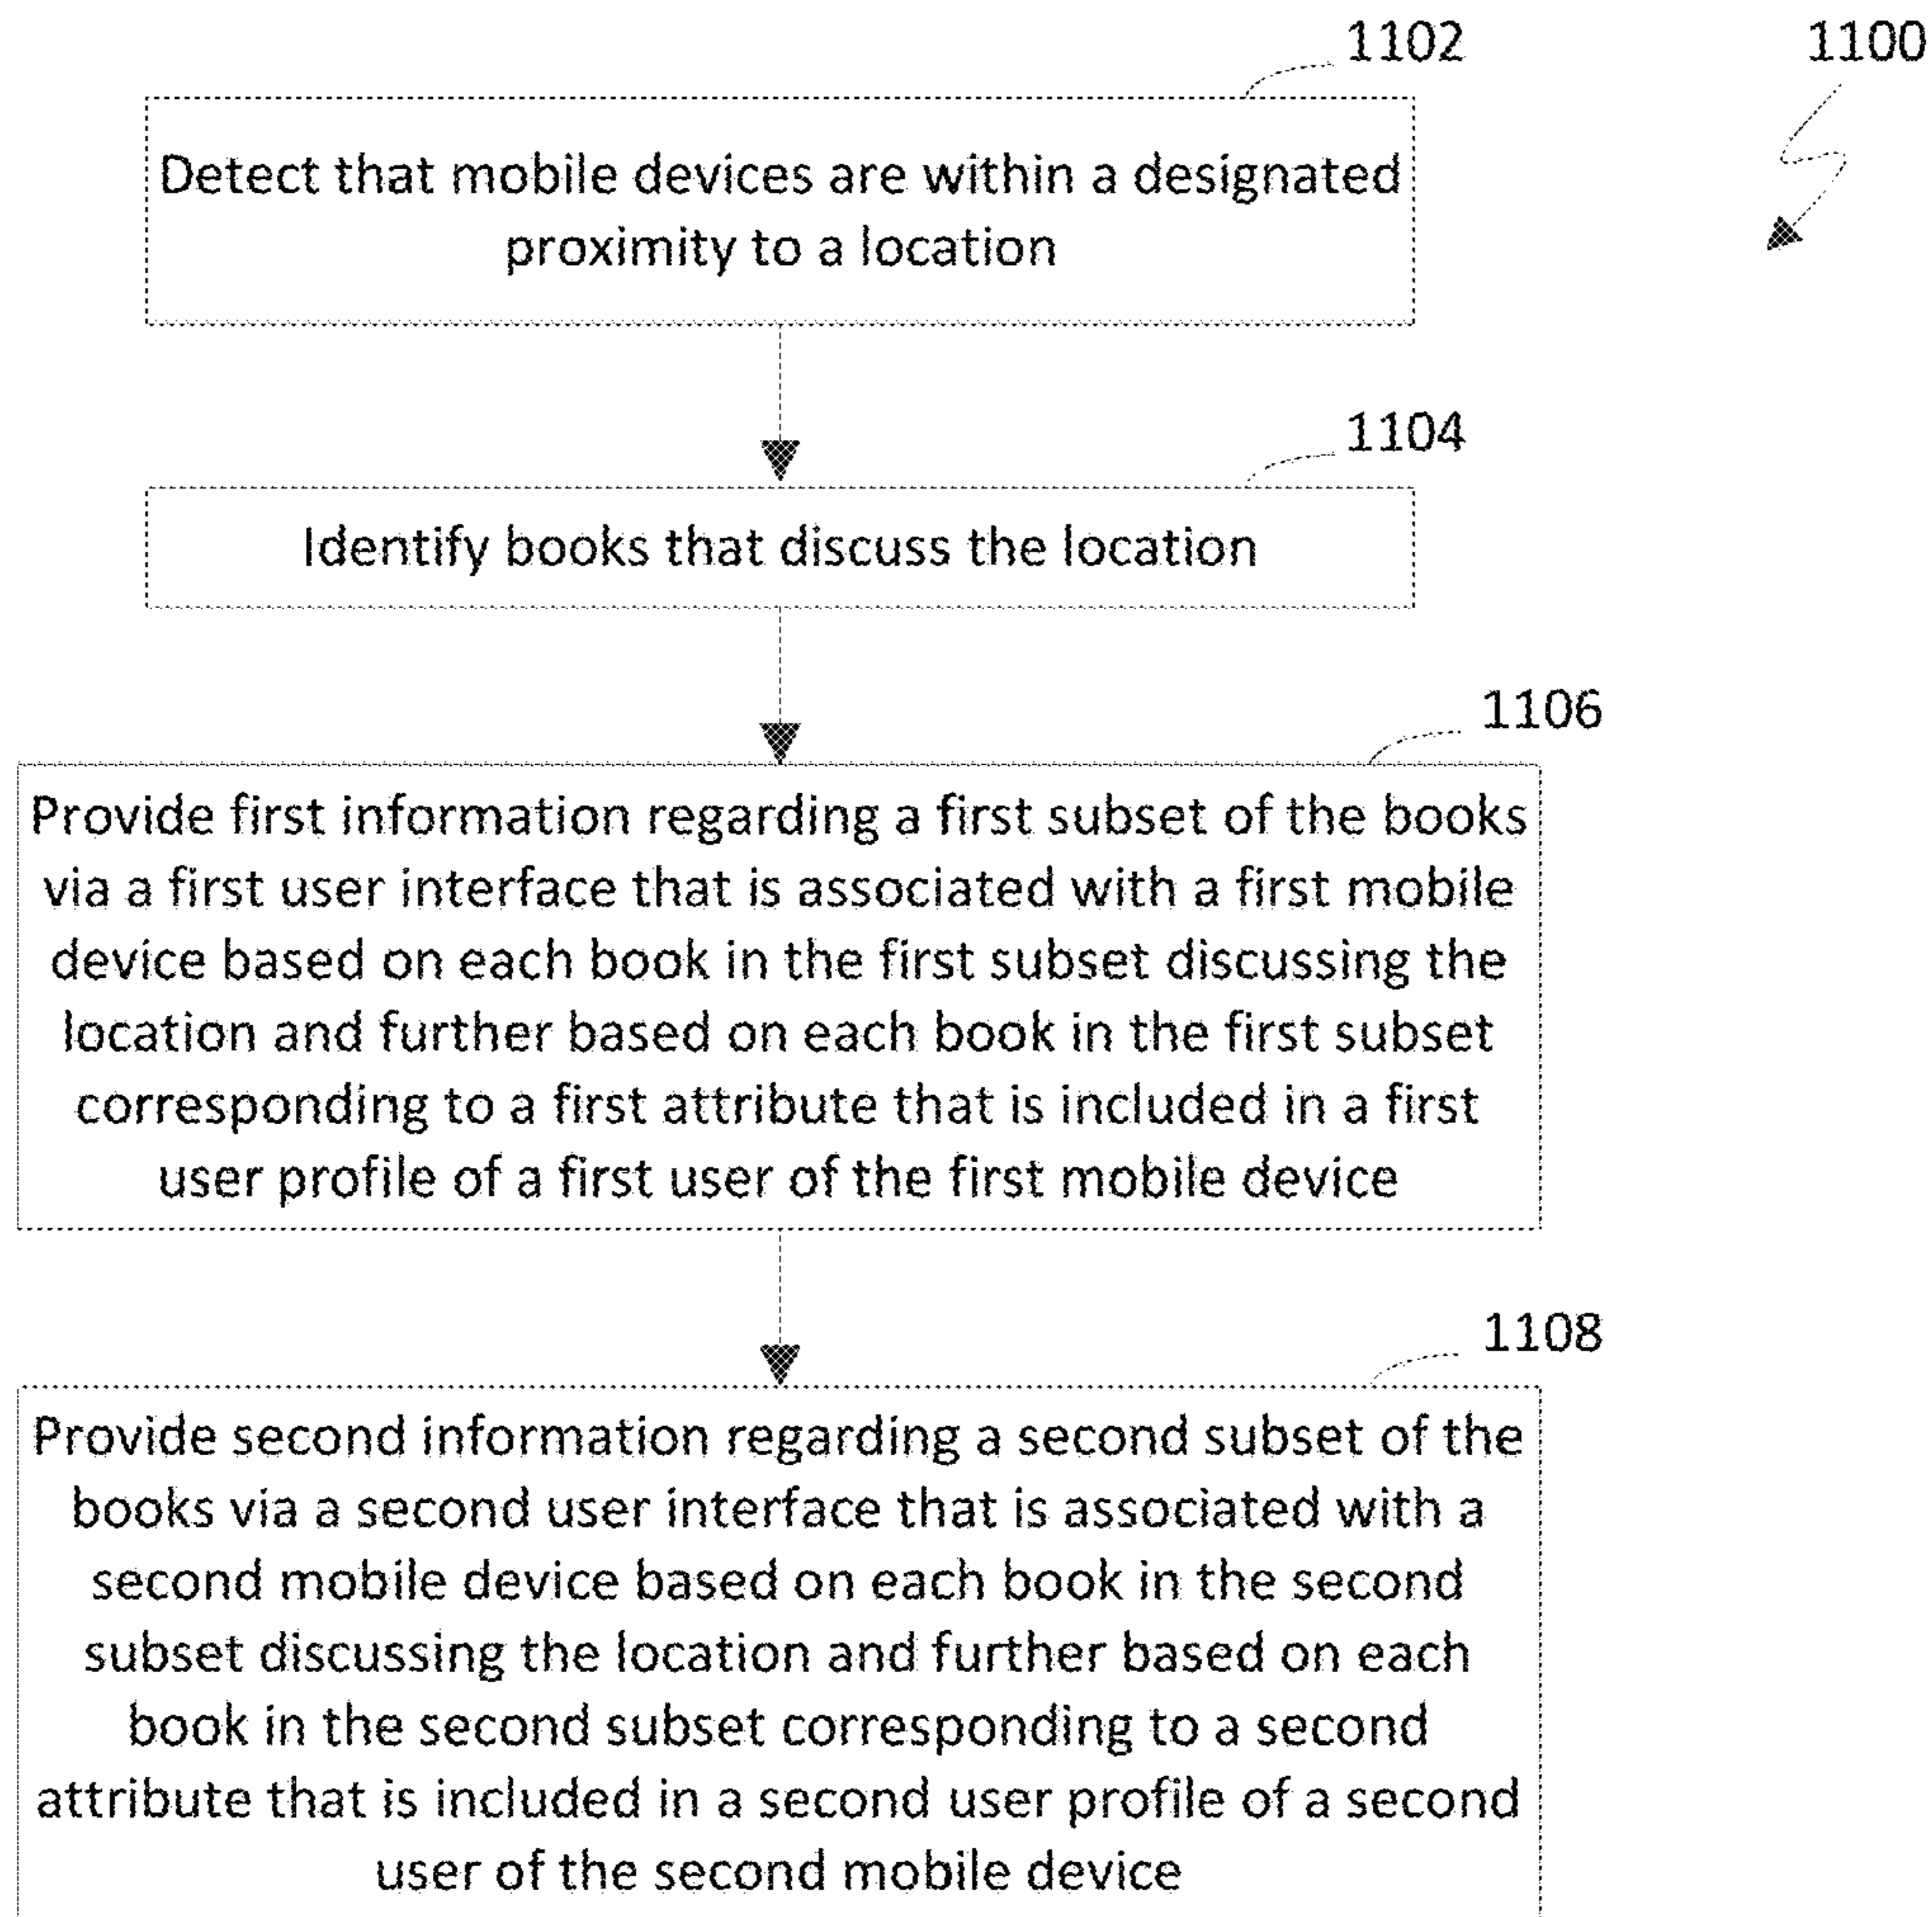 1102
1100
Detect that mobile devices are within a designated
proximity to a location
1104
Identify books that discuss the location
1106
Provide first information regarding a first subset of the books
via a first user interface that is associated with a first mobile
device based on each book in the first subset discussing the
location and further based on each book in the first subset
corresponding to a first attribute that is included in a first
user profile of a first user of the first mobile device
1108
Provide second information regarding a second subset of the
books via a second user interface that is associated with a
second mobile device based on each book in the second
subset discussing the location and further based on each
book in the second subset corresponding to a second
attribute that is included in a second user profile of a second
user of the second mobile device